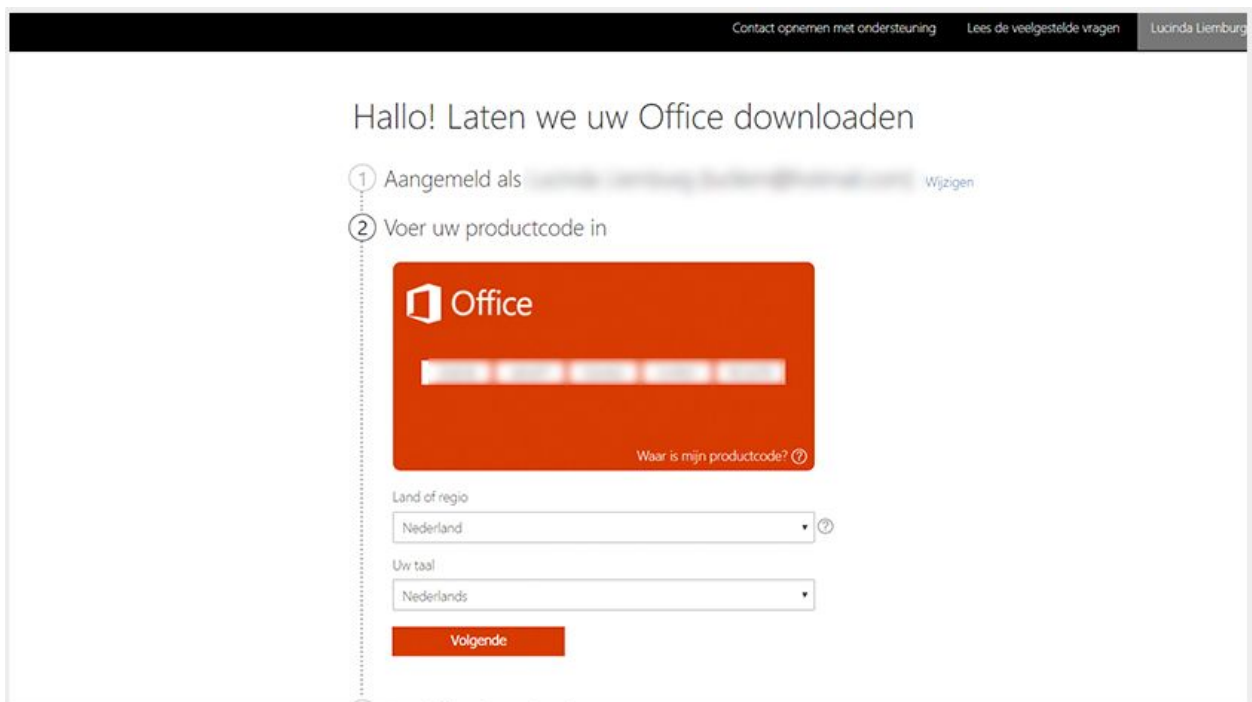 Contact opnemen met ondersteuning Lees de veelgestelde vragen Lucinda Liemburg
Hallo! Laten we uw Office downloaden
1 Aangemeld als Wijzigen
2 Voer uw productcode in
Office
Waar is mijn productcode? ?
Land of regio
Nederland ?
Uw taal
Nederlands
Volgende